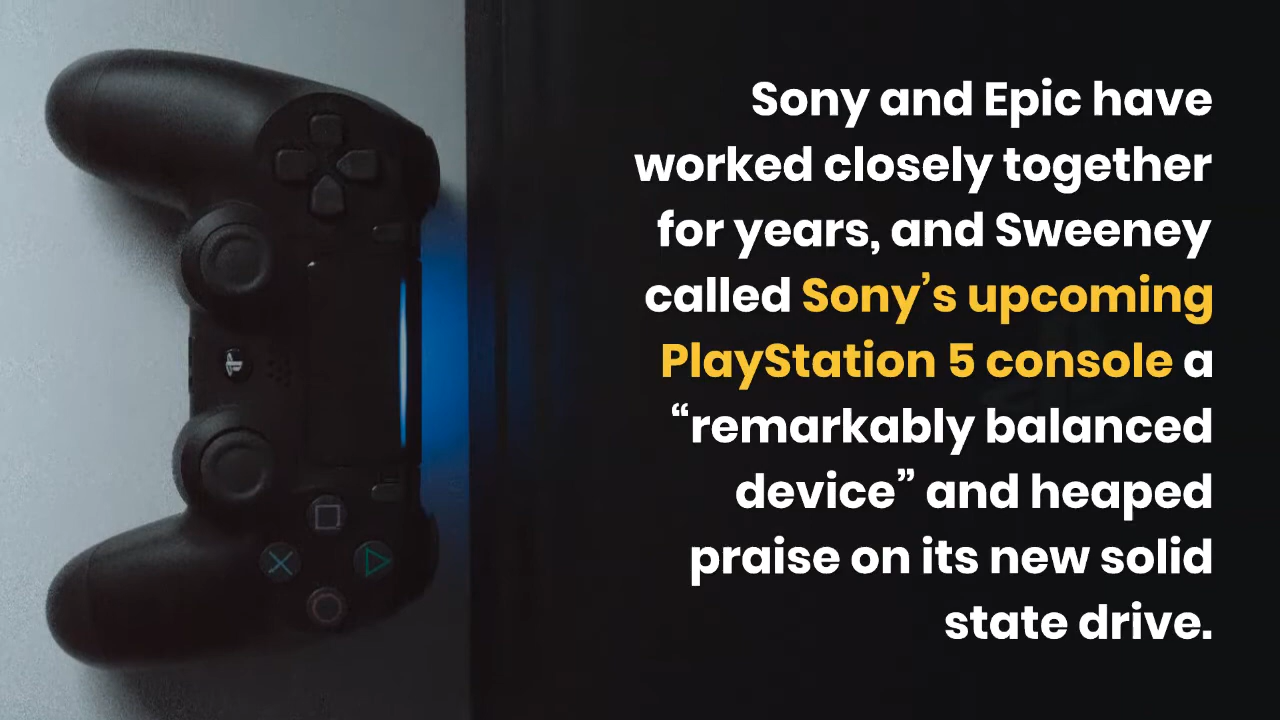 Sony and Epic have
worked closely together
for years, and Sweeney
called Sony’s upcoming
PlayStation 5 console a
“remarkably balanced
device” and heaped
praise on its new solid
state drive.